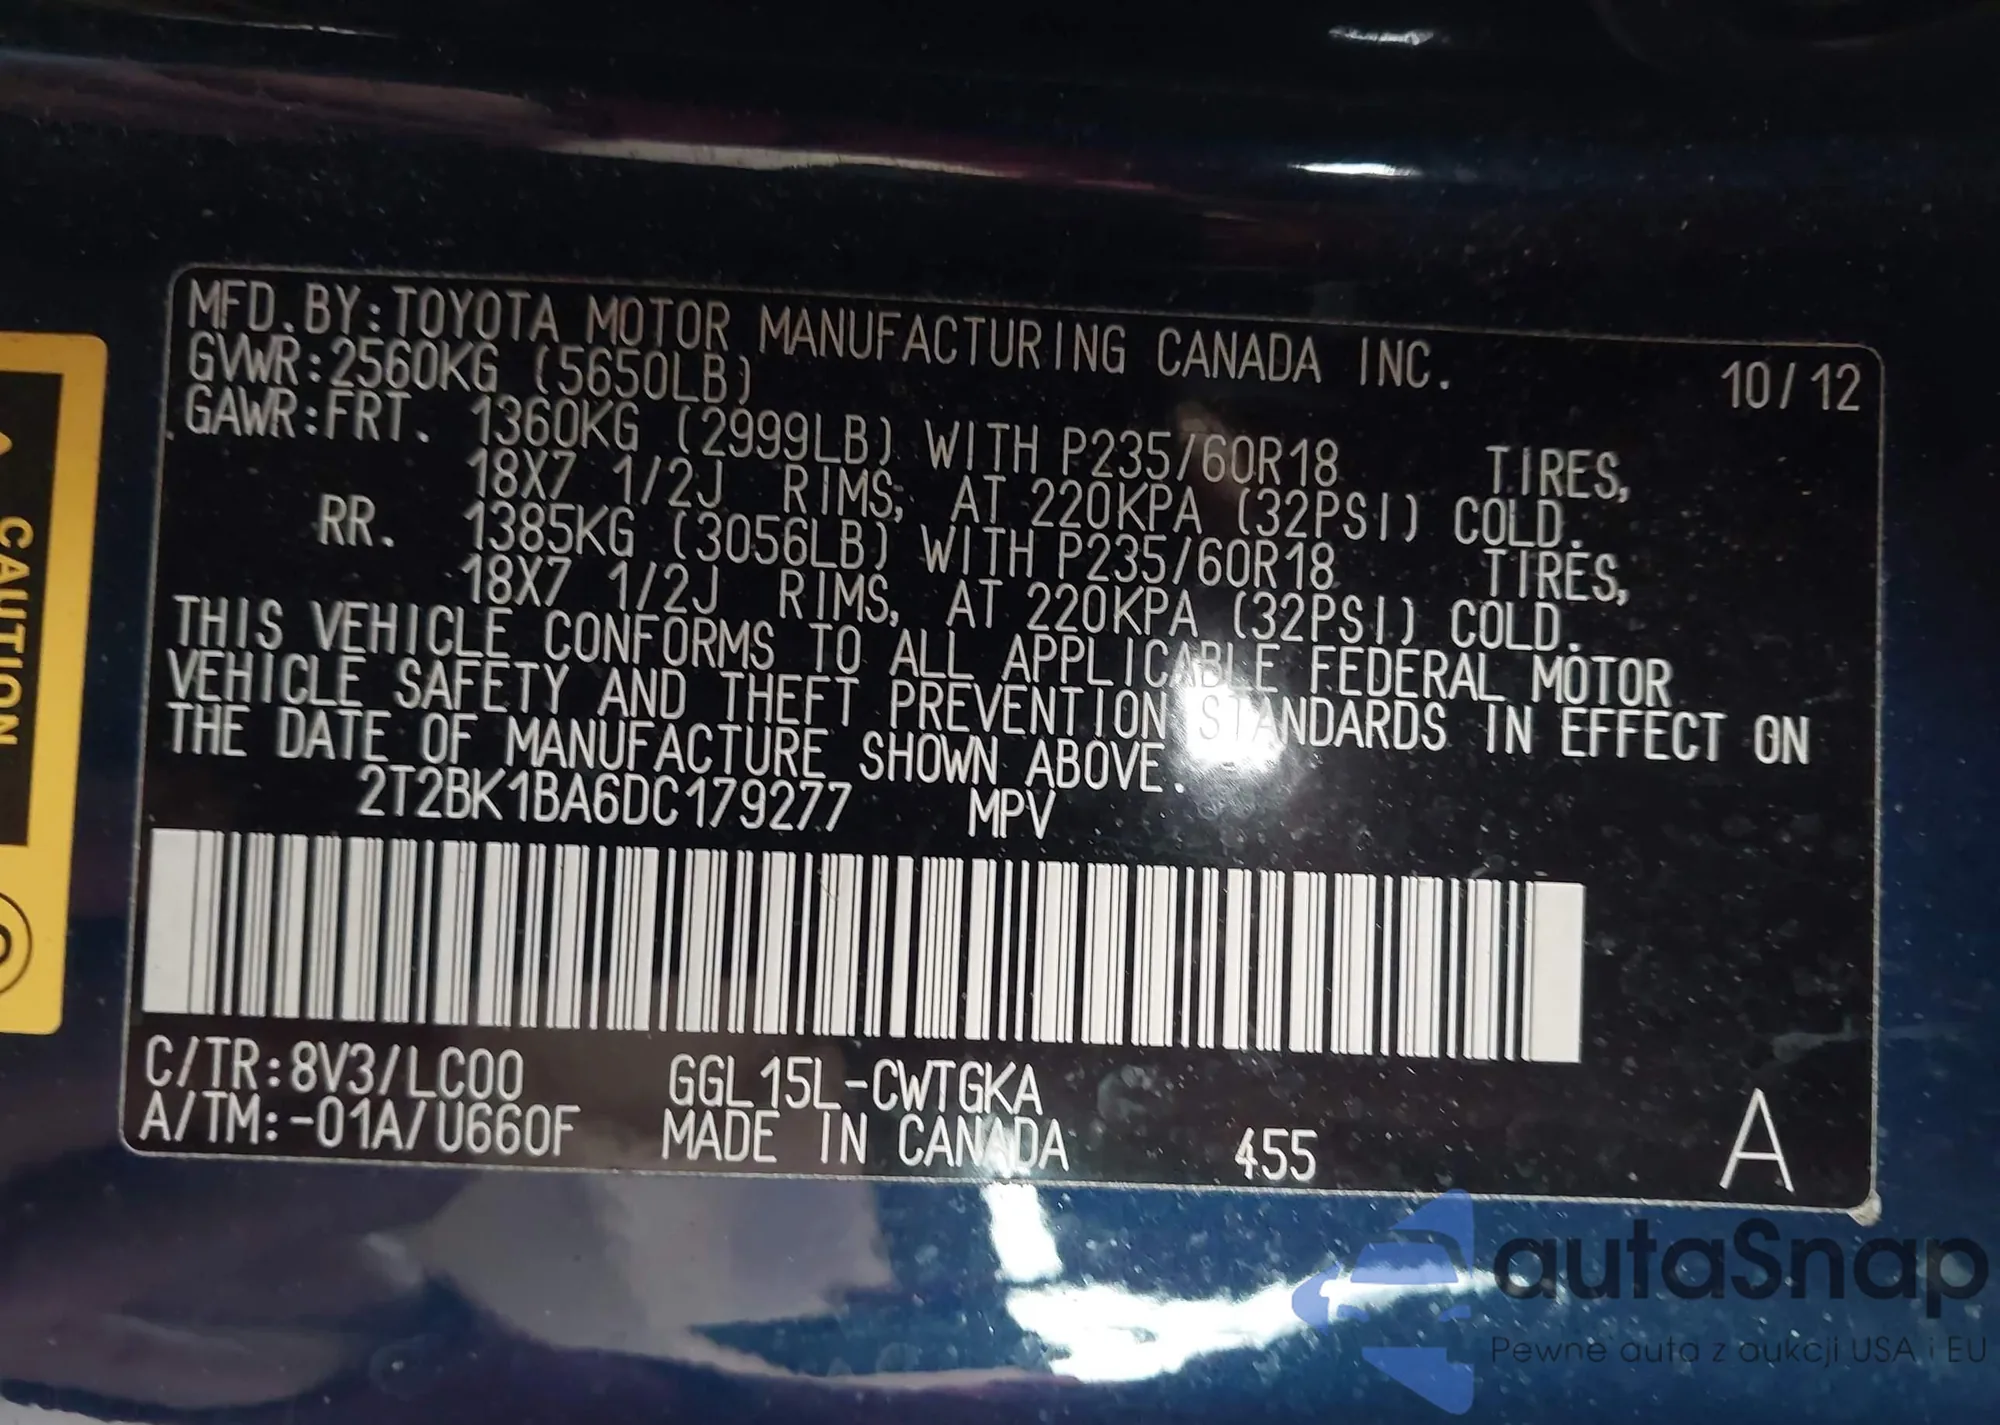 MFD. BY: TOYOTA MOTOR MANUFACTURING CANADA INC. 10/12
GVWR: 2560KG (5650LB)
GAWR: FRT. 1360KG (2999LB) WITH P235/60R18 TIRES,
18X7 1/2J RIMS, AT 220KPA (32PSI) COLD.
RR. 1385KG (3056LB) WITH P235/60R18 TIRES,
18X7 1/2J RIMS, AT 220KPA (32PSI) COLD.
THIS VEHICLE CONFORMS TO ALL APPLICABLE FEDERAL MOTOR
VEHICLE SAFETY AND THEFT PREVENTION STANDARDS IN EFFECT ON
THE DATE OF MANUFACTURE SHOWN ABOVE.
2T2BK1BA6DC179277 MPV
C/TR: 8V3/LC00 GGL15L-CWTGKA
A/TM: -01A/U660F MADE IN CANADA 455 A
CAUTION
autaSnap
Pewne auta z aukcji USA i EU